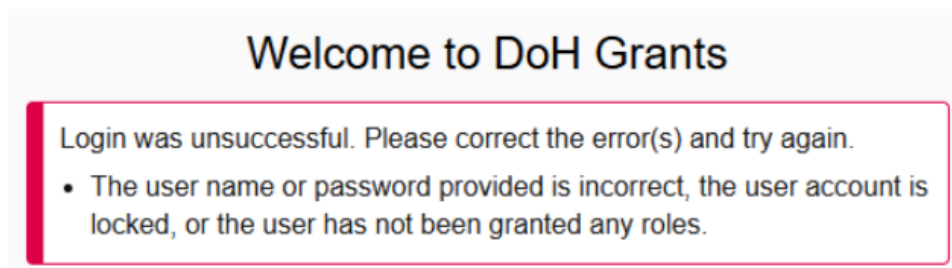 Welcome to DoH Grants
Login was unsuccessful. Please correct the error(s) and try again.
• The user name or password provided is incorrect, the user account is
locked, or the user has not been granted any roles.